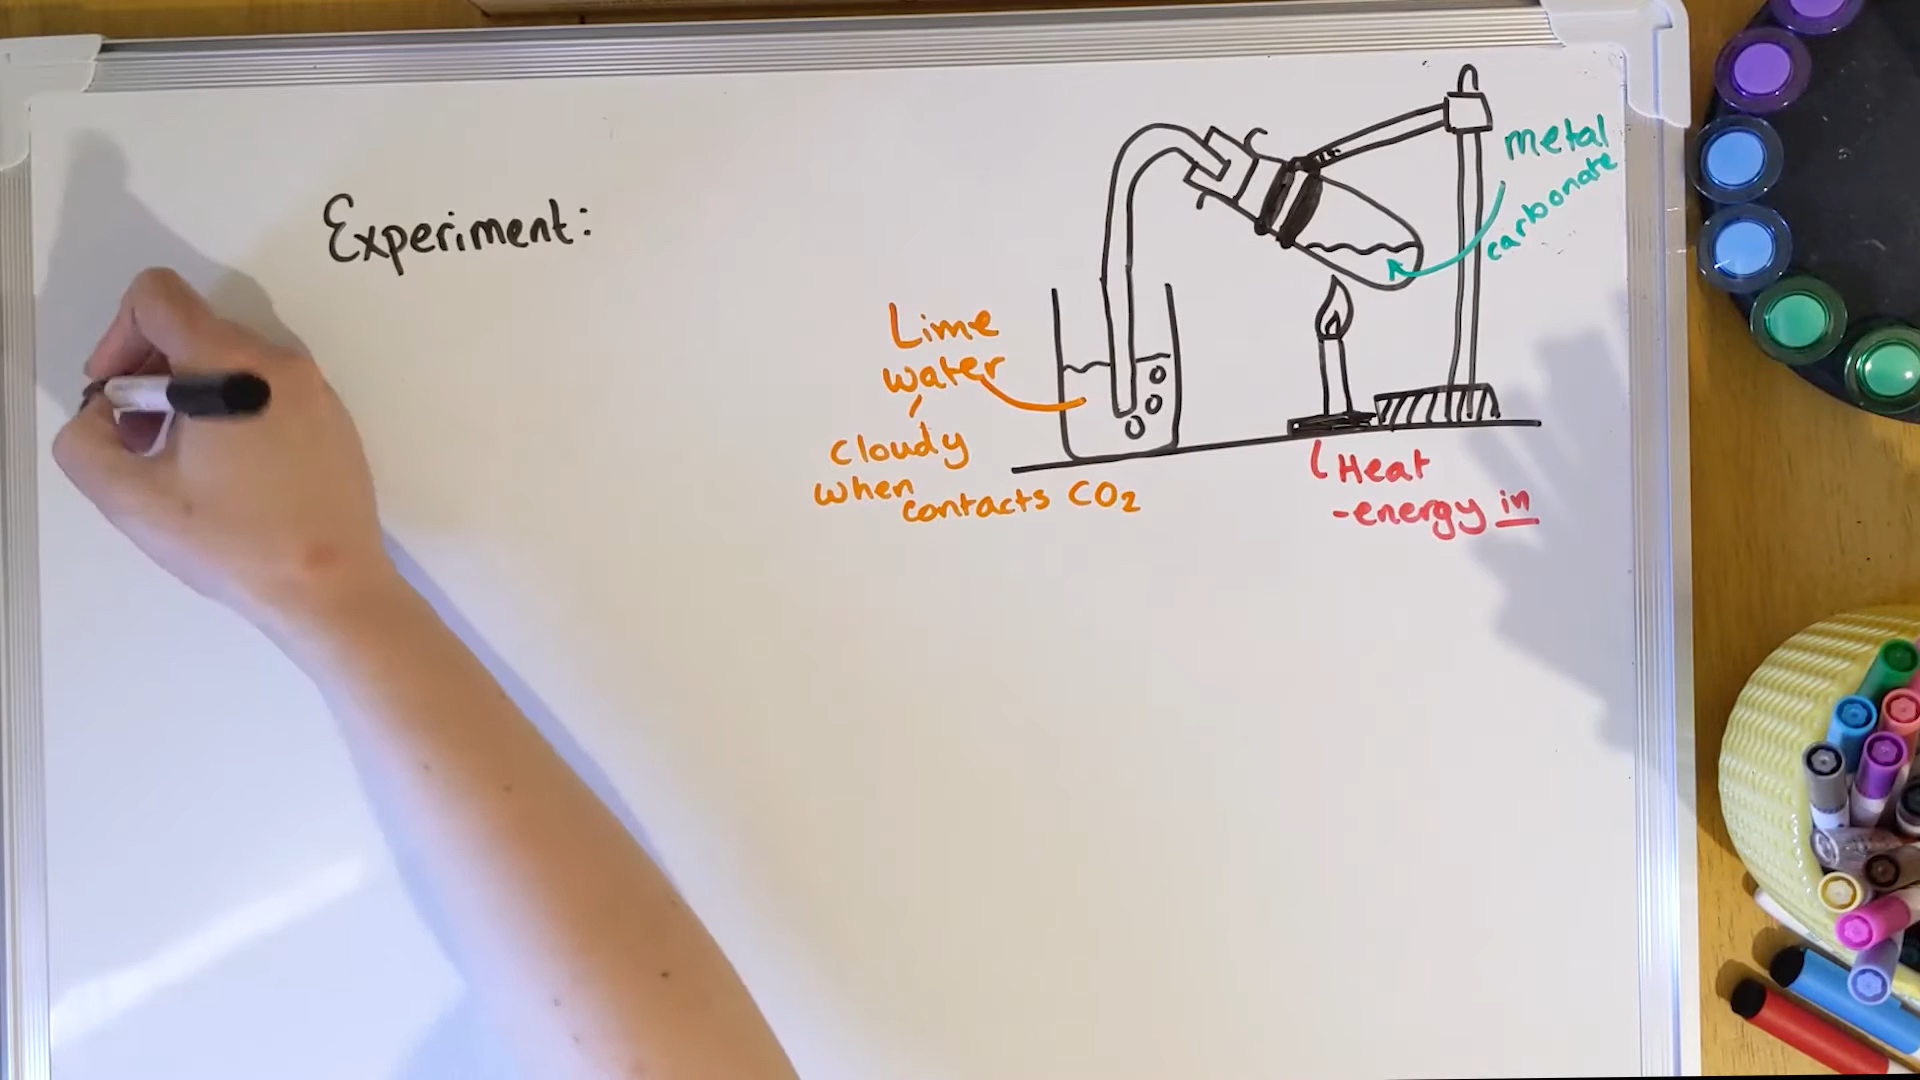 Experiment:
metal
carbonate
Lime
water
cloudy
when
contacts CO₂
Heat
-energy in